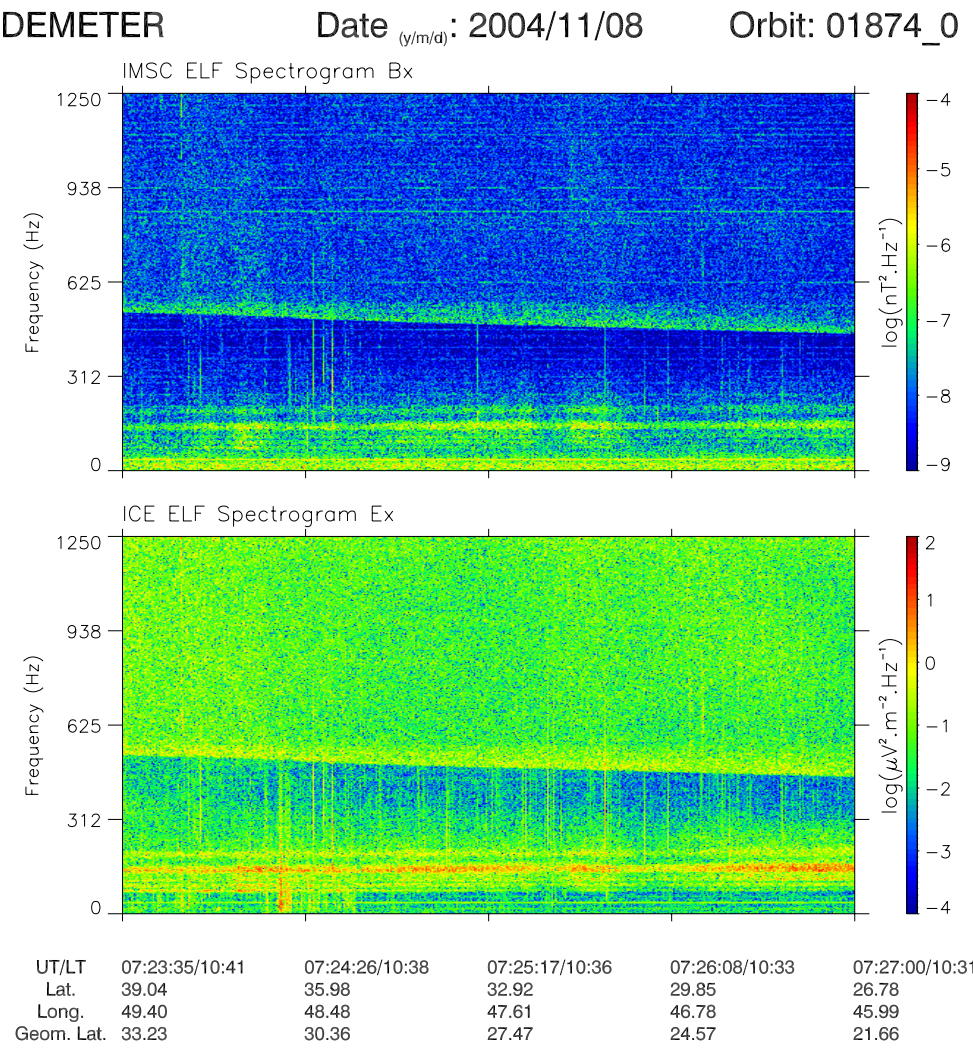 DEMETER Date (y/m/d): 2004/11/08 Orbit: 01874_0
IMSC ELF Spectrogram Bx
1250
938
625
312
0
Frequency (Hz)
-4
-5
-6
-7
-8
-9
log(nT².Hz⁻¹)
ICE ELF Spectrogram Ex
1250
938
625
312
0
Frequency (Hz)
2
1
0
-1
-2
-3
-4
log(μV².m⁻².Hz⁻¹)
UT/LT 07:23:35/10:41 07:24:26/10:38 07:25:17/10:36 07:26:08/10:33 07:27:00/10:31
Lat. 39.04 35.98 32.92 29.85 26.78
Long. 49.40 48.48 47.61 46.78 45.99
Geom. Lat. 33.23 30.36 27.47 24.57 21.66